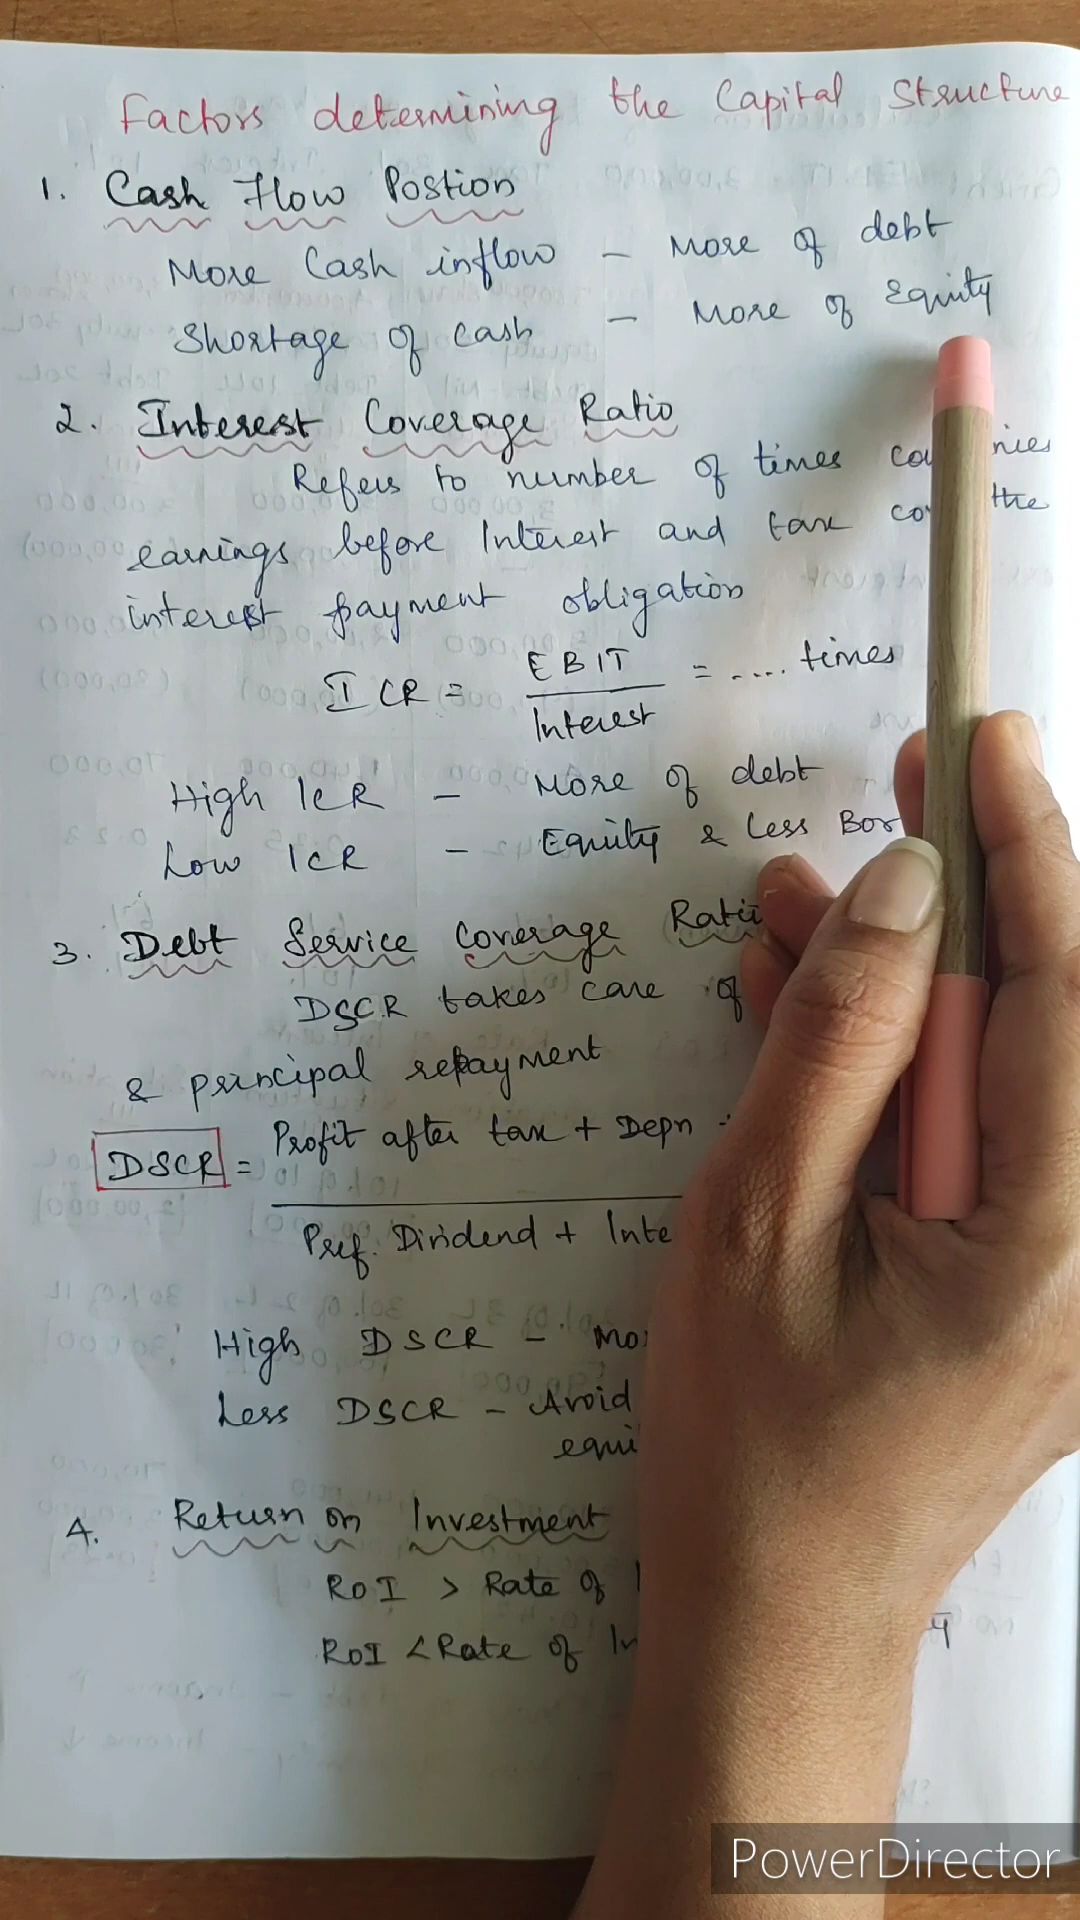 Factors determining the Capital Structure
1. Cash Flow Postion
More Cash inflow - More of debt
Shortage of cash - More of Equity
2. Interest Coverage Ratio
Refers to number of times
earnings before Interest and tax the
interest payment obligation
ICR = EBIT / Interest = .... times
High ICR - More of debt
Low ICR - Equity & Less
3. Debt Service Coverage
DSCR takes care of
& principal repayment
DSCR = Profit after tax + Depn
Pref. Dividend +
High DSCR -
Less DSCR - Avoid
4. Return on Investment
ROI > Rate of
ROI < Rate of
PowerDirector